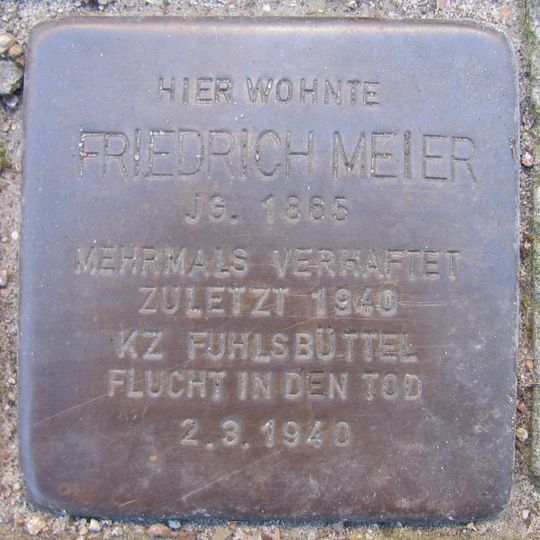 HIER WOHNTE
FRIEDRICH MEIER
JG. 1865
MEHRMALS VERHAFTET
ZULETZT 1940
KZ FUHLSBÜTTEL
FLUCHT IN DEN TOD
2.3.1940